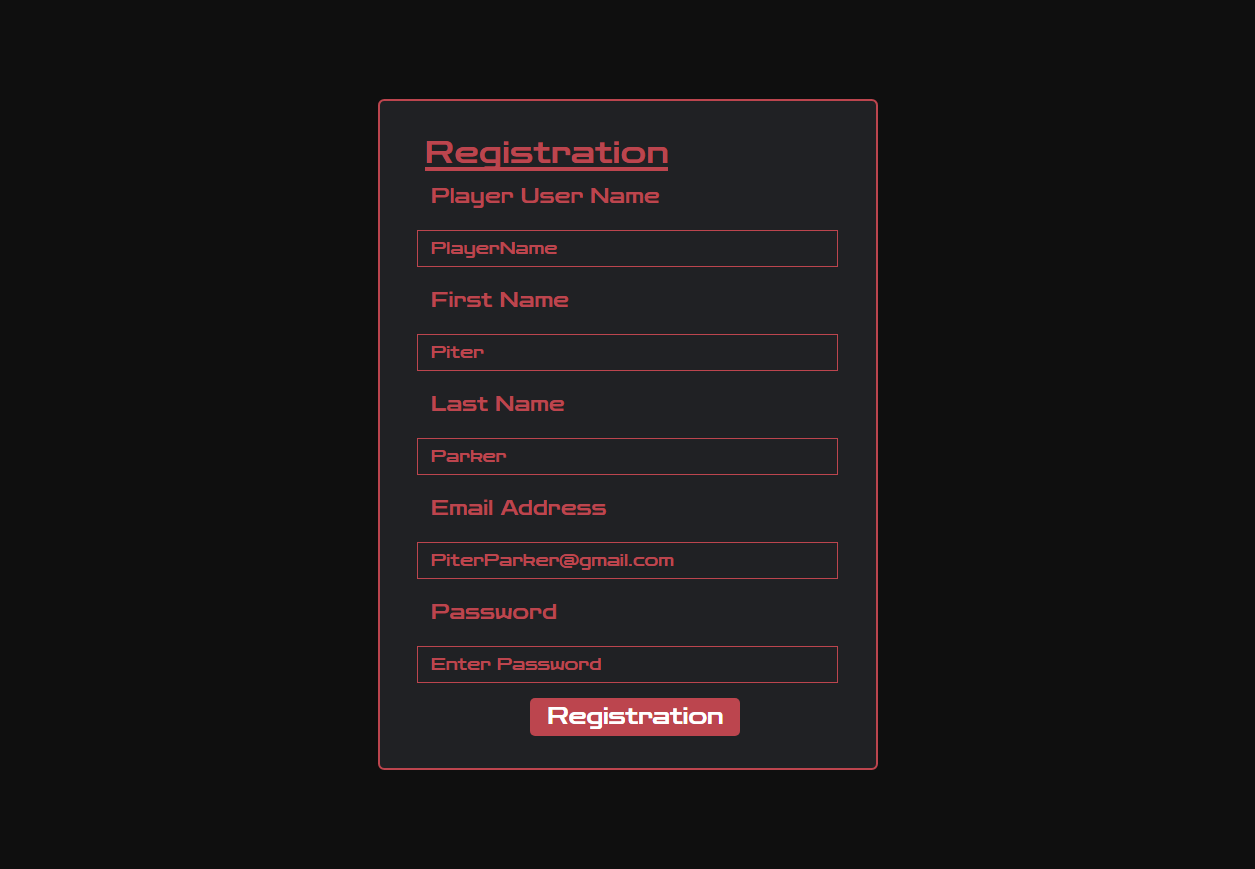 Registration
Player User Name
PlayerName
First Name
Piter
Last Name
Parker
Email Address
PiterParker@gmail.com
Password
Enter Password
Registration